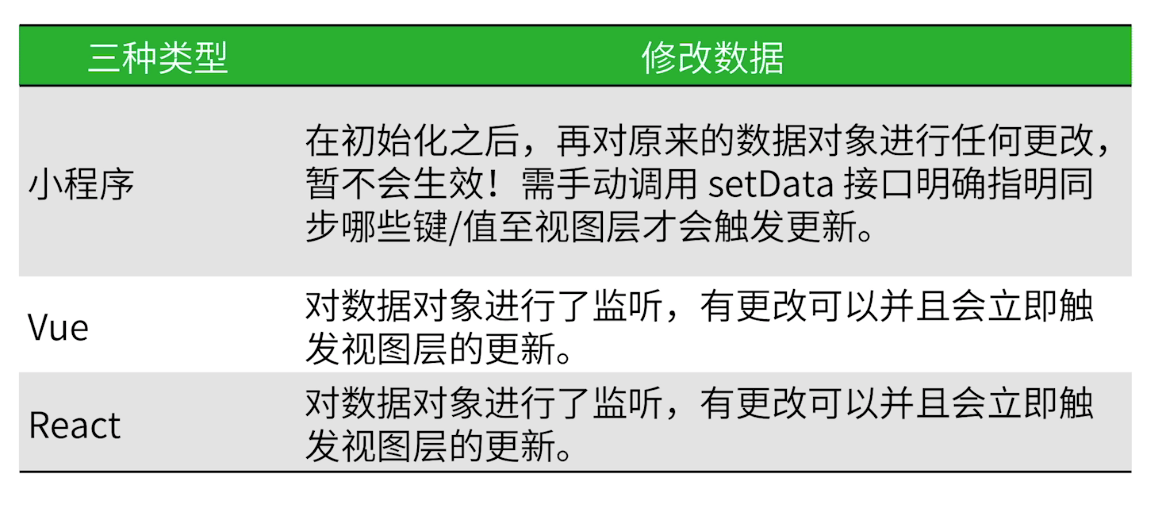 三种类型
修改数据
小程序
在初始化之后，再对原来的数据对象进行任何更改，
暂不会生效！需手动调用 setData 接口明确指明同
步哪些键/值至视图层才会触发更新。
Vue
对数据对象进行了监听，有更改可以并且会立即触
发视图层的更新。
React
对数据对象进行了监听，有更改可以并且会立即触
发视图层的更新。